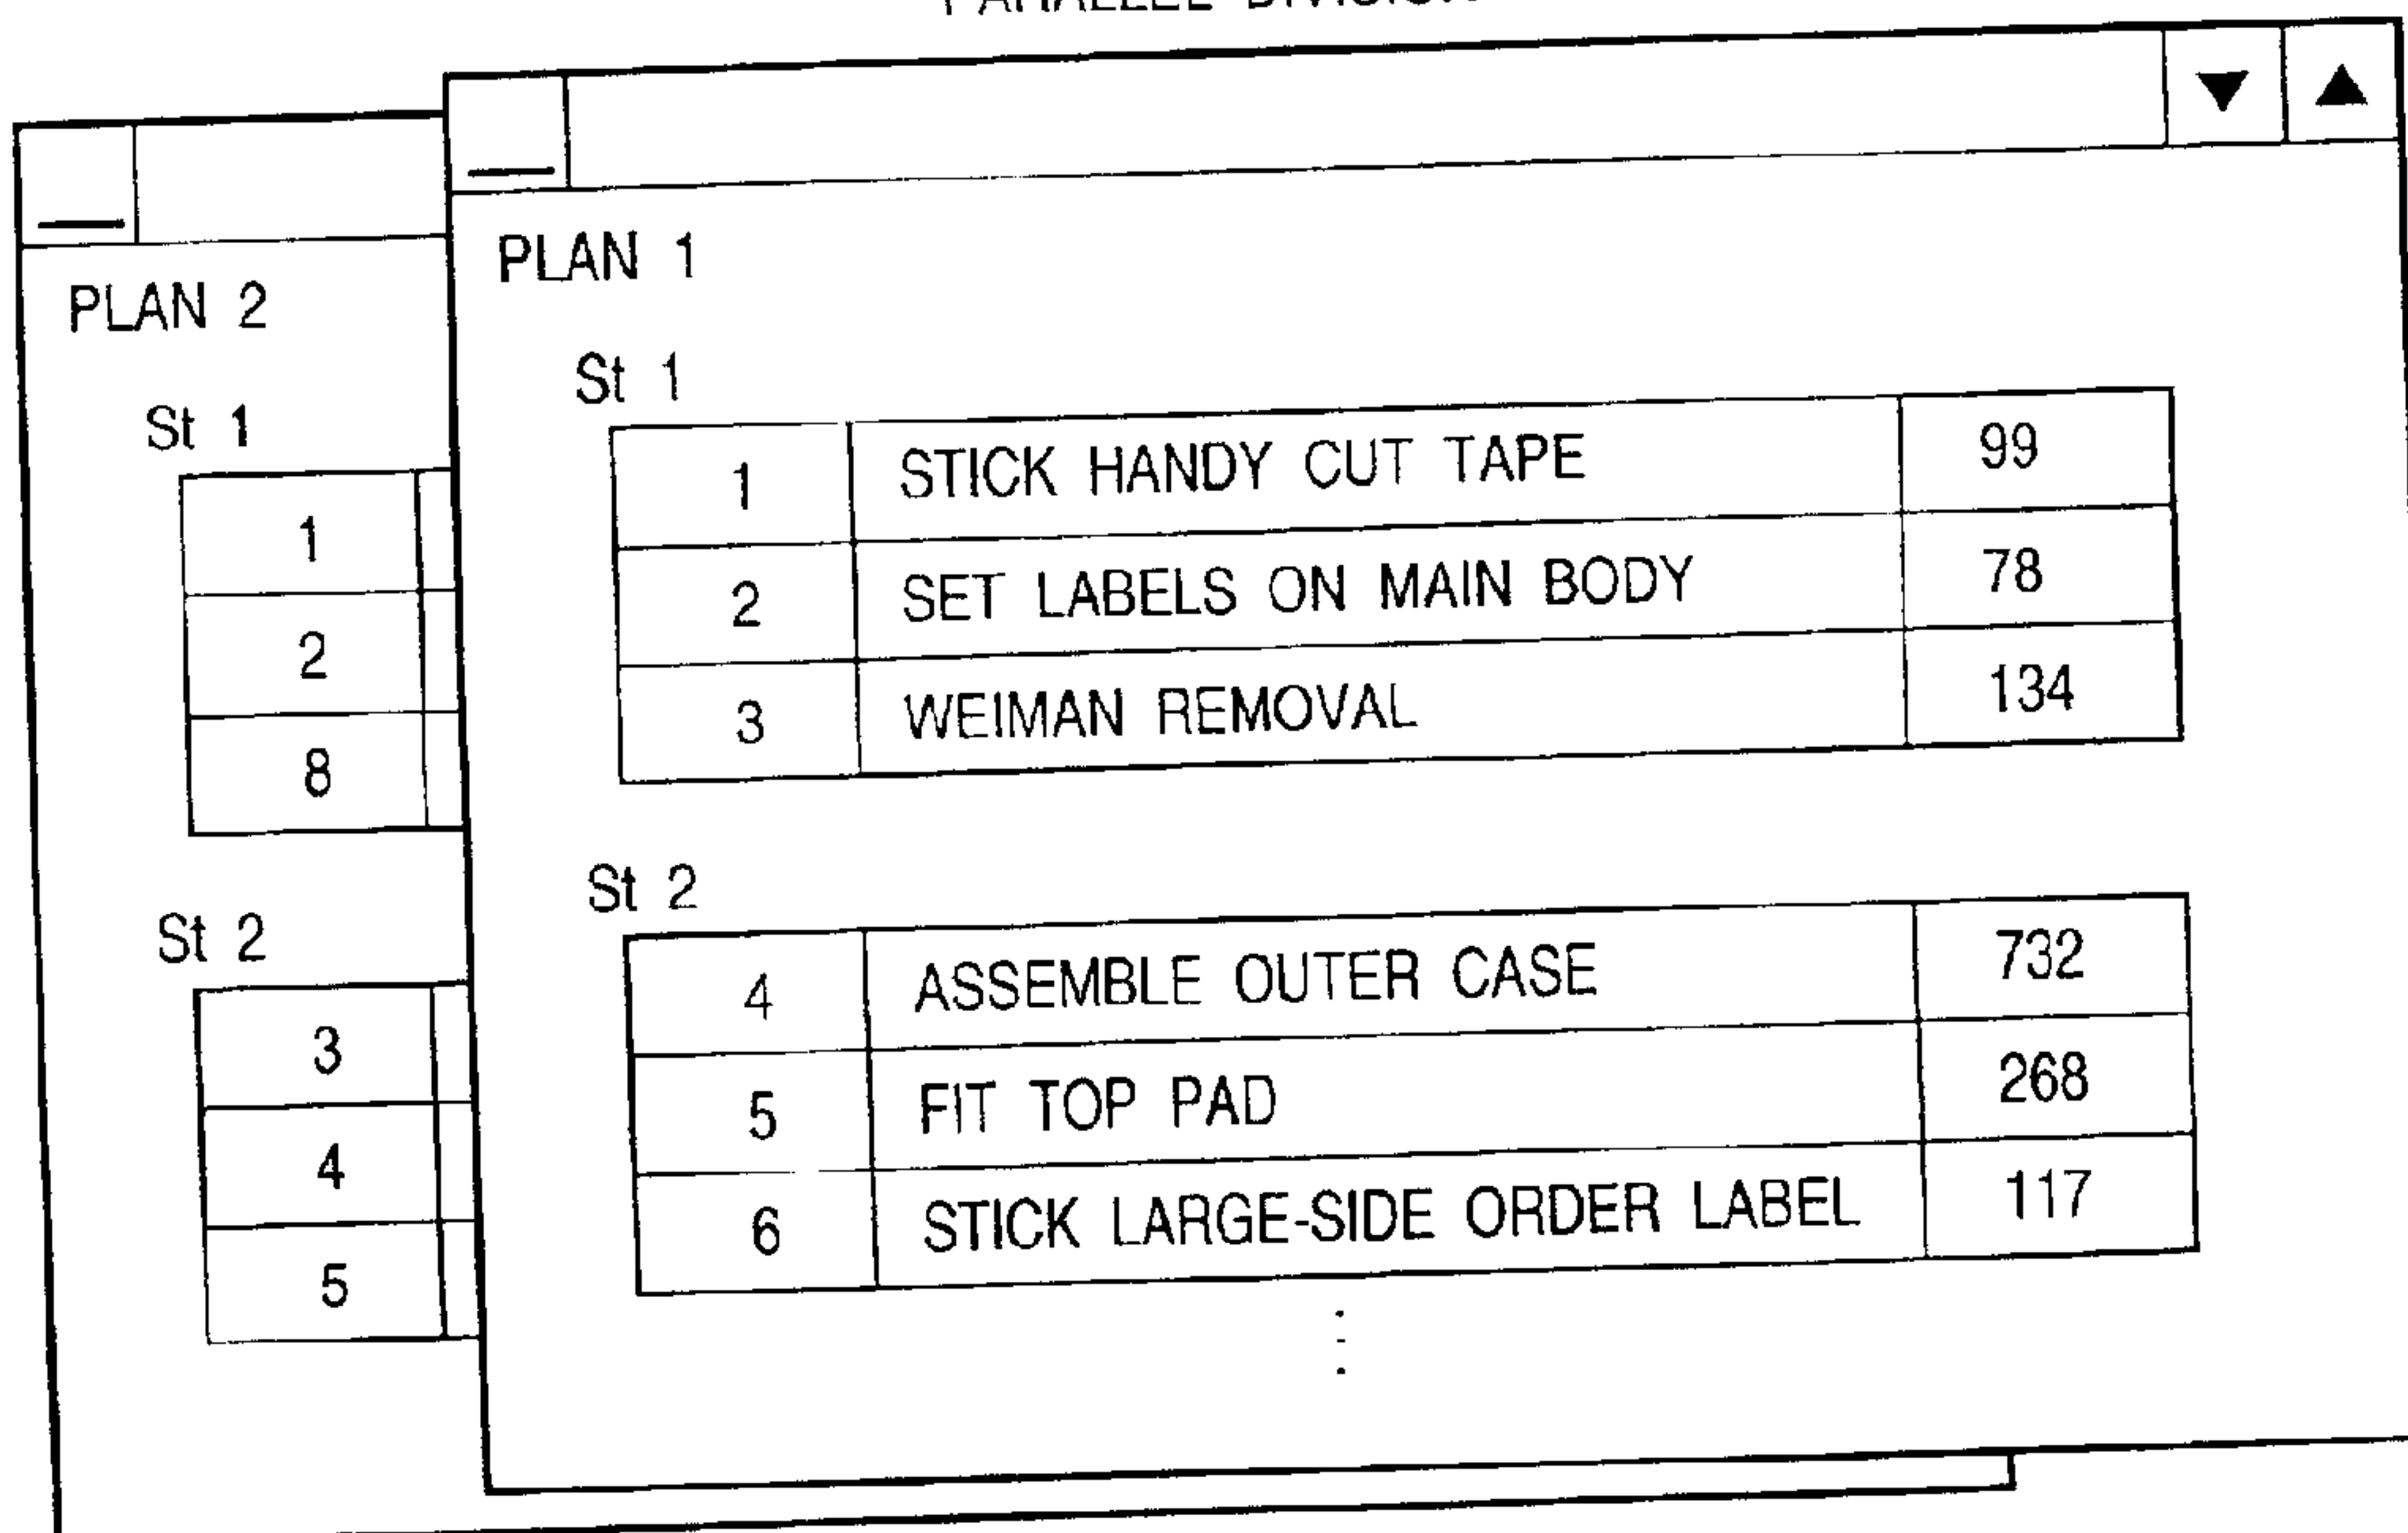 PARALLEL DIVISION
PLAN 2
St 1
1
2
8
St 2
3
4
5
PLAN 1
St 1
1 STICK HANDY CUT TAPE 99
2 SET LABELS ON MAIN BODY 78
3 WEIMAN REMOVAL 134
St 2
4 ASSEMBLE OUTER CASE 732
5 FIT TOP PAD 268
6 STICK LARGE-SIDE ORDER LABEL 117